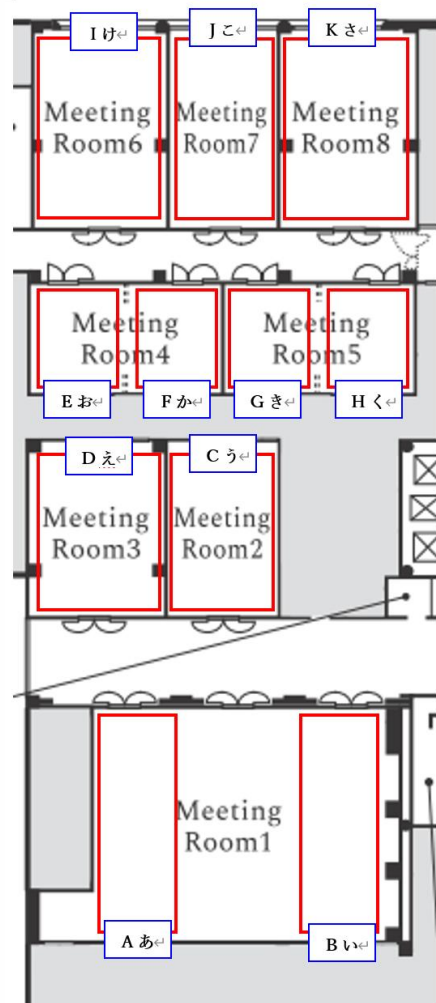 I け↵
J こ↵
K さ↵
Meeting
Room6
Meeting
Room7
Meeting
Room8
Meeting
Room4
Meeting
Room5
E お↵
F か↵
G き↵
H く↵
D え↵
C う↵
Meeting
Room3
Meeting
Room2
Meeting
Room1
A あ↵
B い↵